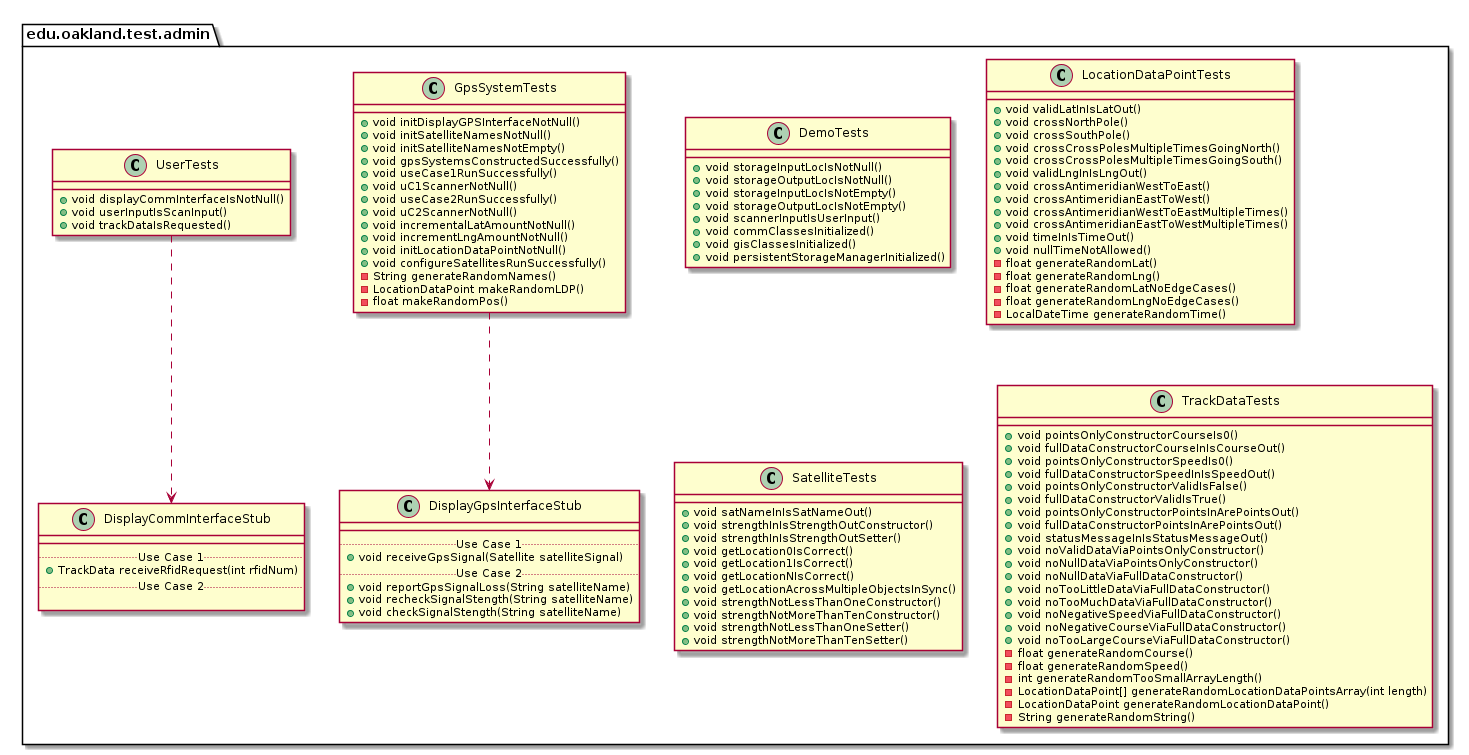 edu.oakland.test.admin
C UserTests
void displayCommInterfaceIsNotNull()
void userInputIsScanInput()
void trackDataIsRequested()
C GpsSystemTests
void initDisplayGPSInterfaceNotNull()
void initSatelliteNamesNotNull()
void initSatelliteNamesNotEmpty()
void gpsSystemsConstructedSuccessfully()
void useCase1RunSuccessfully()
void uC1ScannerNotNull()
void useCase2RunSuccessfully()
void uC2ScannerNotNull()
void incrementalLatAmountNotNull()
void incrementLngAmountNotNull()
void initLocationDataPointNotNull()
void configureSatellitesRunSuccessfully()
String generateRandomNames()
LocationDataPoint makeRandomLDP()
float makeRandomPos()
C DemoTests
void storageInputLocIsNotNull()
void storageOutputLocIsNotNull()
void storageInputLocIsNotEmpty()
void storageOutputLocIsNotEmpty()
void scannerInputIsUserInput()
void commClassesInitialized()
void gisClassesInitialized()
void persistentStorageManagerInitialized()
C LocationDataPointTests
void validLatInIsLatOut()
void crossNorthPole()
void crossSouthPole()
void crossCrossPolesMultipleTimesGoingNorth()
void crossCrossPolesMultipleTimesGoingSouth()
void validLngInIsLngOut()
void crossAntimeridianWestToEast()
void crossAntimeridianEastToWest()
void crossAntimeridianWestToEastMultipleTimes()
void crossAntimeridianEastToWestMultipleTimes()
void timeInIsTimeOut()
void nullTimeNotAllowed()
float generateRandomLat()
float generateRandomLng()
float generateRandomLatNoEdgeCases()
float generateRandomLngNoEdgeCases()
LocalDateTime generateRandomTime()
C DisplayCommInterfaceStub
Use Case 1
TrackData receiveRfidRequest(int rfidNum)
Use Case 2
C DisplayGpsInterfaceStub
Use Case 1
void receiveGpsSignal(Satellite satelliteSignal)
Use Case 2
void reportGpsSignalLoss(String satelliteName)
void recheckSignalStength(String satelliteName)
void checkSignalStength(String satelliteName)
C SatelliteTests
void satNameInIsSatNameOut()
void strengthInIsStrengthOutConstructor()
void strengthInIsStrengthOutSetter()
void getLocation0IsCorrect()
void getLocation1IsCorrect()
void getLocationNIsCorrect()
void getLocationAcrossMultipleObjectsInSync()
void strengthNotLessThanOneConstructor()
void strengthNotMoreThanTenConstructor()
void strengthNotLessThanOneSetter()
void strengthNotMoreThanTenSetter()
C TrackDataTests
void pointsOnlyConstructorCourseIs0()
void fullDataConstructorCourseInIsCourseOut()
void pointsOnlyConstructorSpeedIs0()
void fullDataConstructorSpeedInIsSpeedOut()
void pointsOnlyConstructorValidIsFalse()
void fullDataConstructorValidIsTrue()
void pointsOnlyConstructorPointsInArePointsOut()
void fullDataConstructorPointsInArePointsOut()
void statusMessageInIsStatusMessageOut()
void noValidDataViaPointsOnlyConstructor()
void noNullDataViaPointsOnlyConstructor()
void noNullDataViaFullDataConstructor()
void noTooLittleDataViaFullDataConstructor()
void noTooMuchDataViaFullDataConstructor()
void noNegativeSpeedViaFullDataConstructor()
void noNegativeCourseViaFullDataConstructor()
void noTooLargeCourseViaFullDataConstructor()
float generateRandomCourse()
float generateRandomSpeed()
int generateRandomTooSmallArrayLength()
LocationDataPoint[] generateRandomLocationDataPointsArray(int length)
LocationDataPoint generateRandomLocationDataPoint()
String generateRandomString()